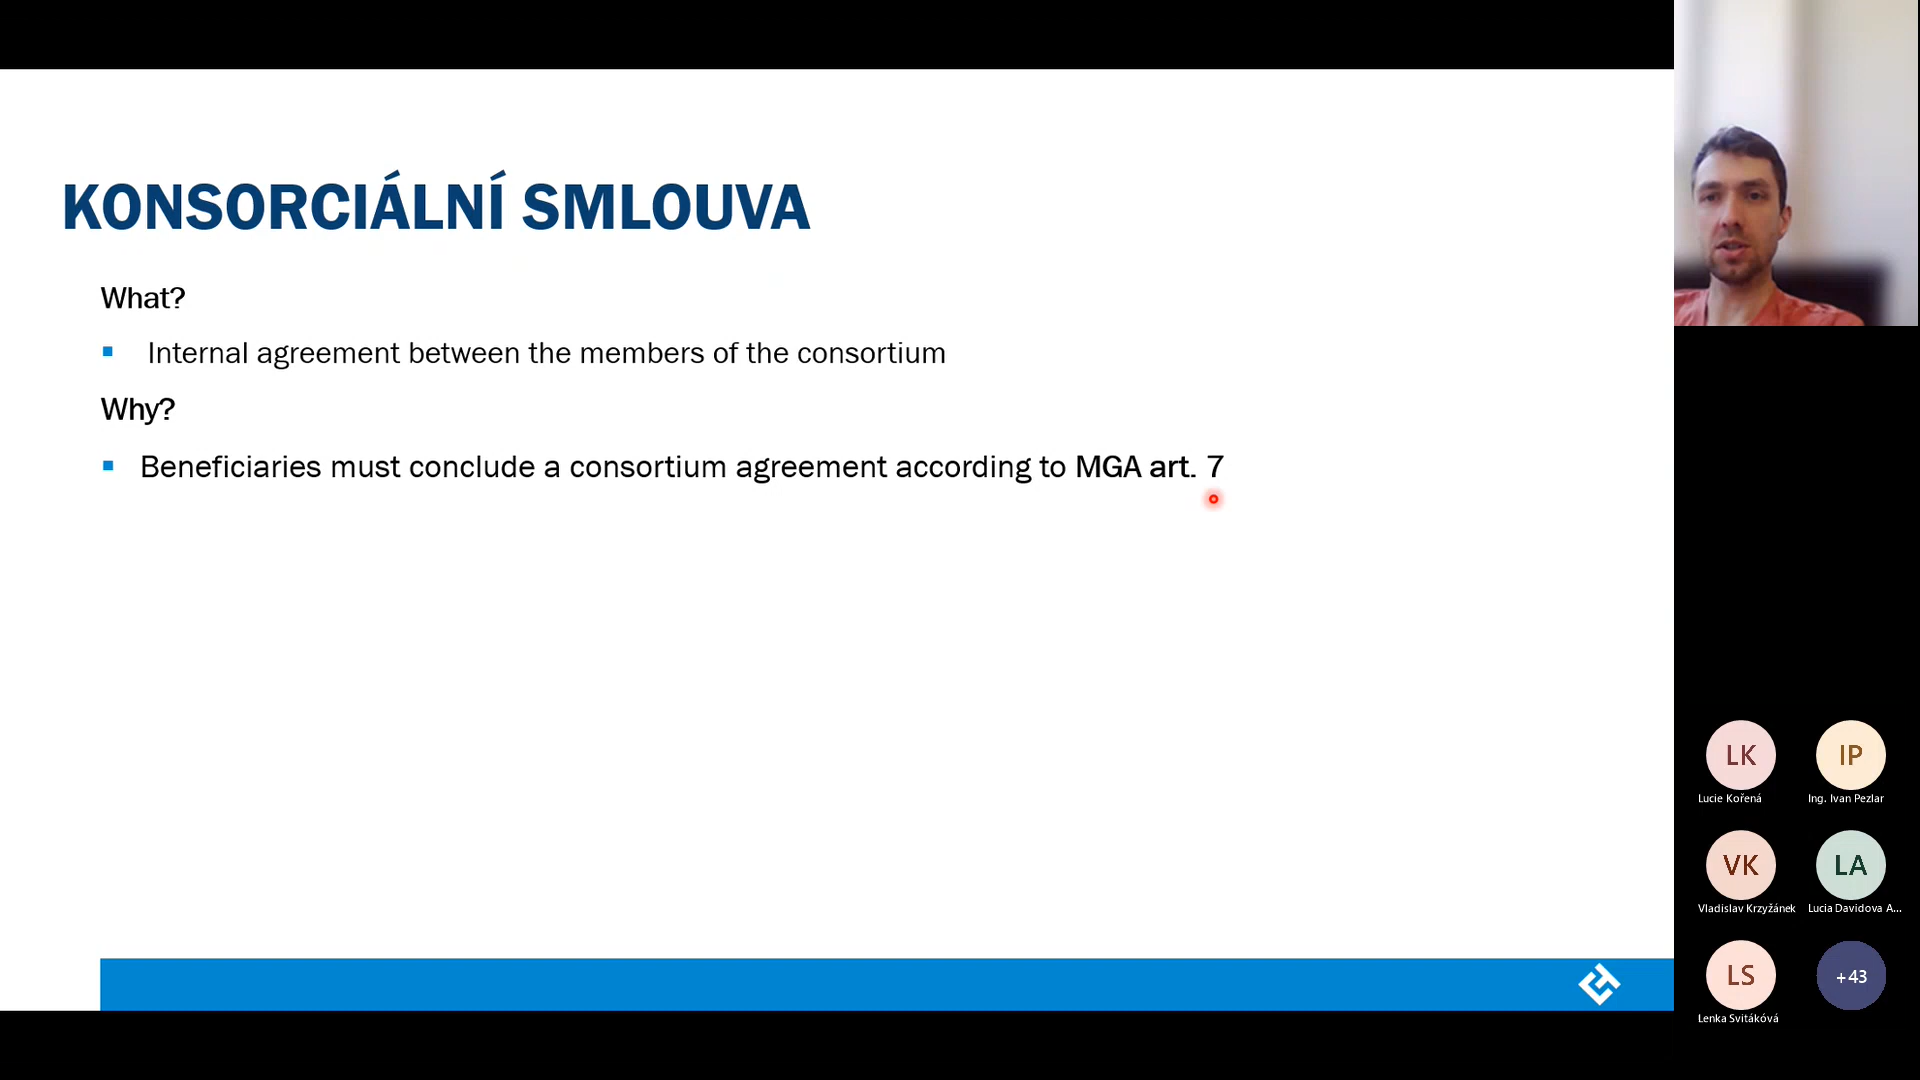 KONSORCIÁLNÍ SMLOUVA
What?
Internal agreement between the members of the consortium
Why?
Beneficiaries must conclude a consortium agreement according to MGA art. 7
LK
IP
Lucie Kořená
Ing. Ivan Pezlar
VK
LA
Vladislav Krzyžánek
Lucia Davidova A...
LS
+43
Lenka Svitáková